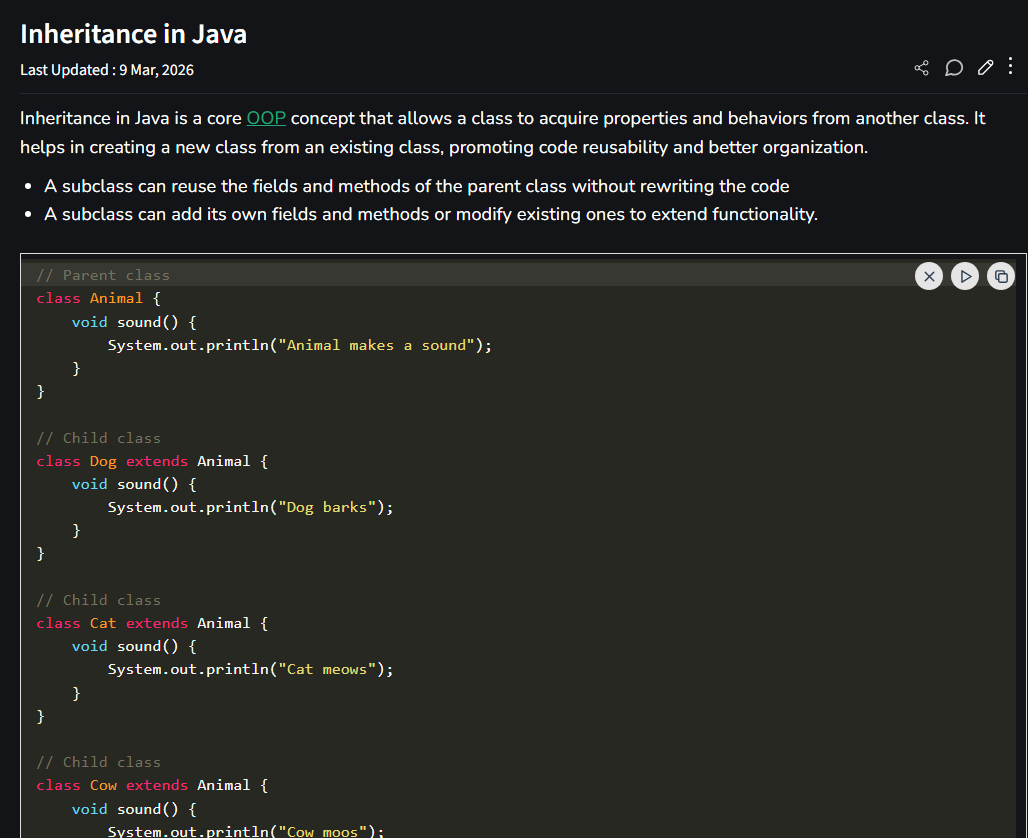 Inheritance in Java
Last Updated : 9 Mar, 2026
Inheritance in Java is a core OOP concept that allows a class to acquire properties and behaviors from another class. It
helps in creating a new class from an existing class, promoting code reusability and better organization.
• A subclass can reuse the fields and methods of the parent class without rewriting the code
• A subclass can add its own fields and methods or modify existing ones to extend functionality.
// Parent class
class Animal {
    void sound() {
        System.out.println("Animal makes a sound");
    }
}
// Child class
class Dog extends Animal {
    void sound() {
        System.out.println("Dog barks");
    }
}
// Child class
class Cat extends Animal {
    void sound() {
        System.out.println("Cat meows");
    }
}
// Child class
class Cow extends Animal {
    void sound() {
        System.out.println("Cow moos");